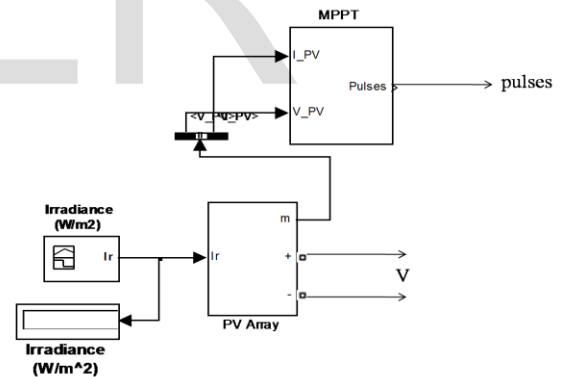 MPPT
I_PV
Pulses
pulses
V_PV
Irradiance
(W/m2)
Ir
Ir
m
+
-
V
PV Array
Irradiance
(W/m^2)